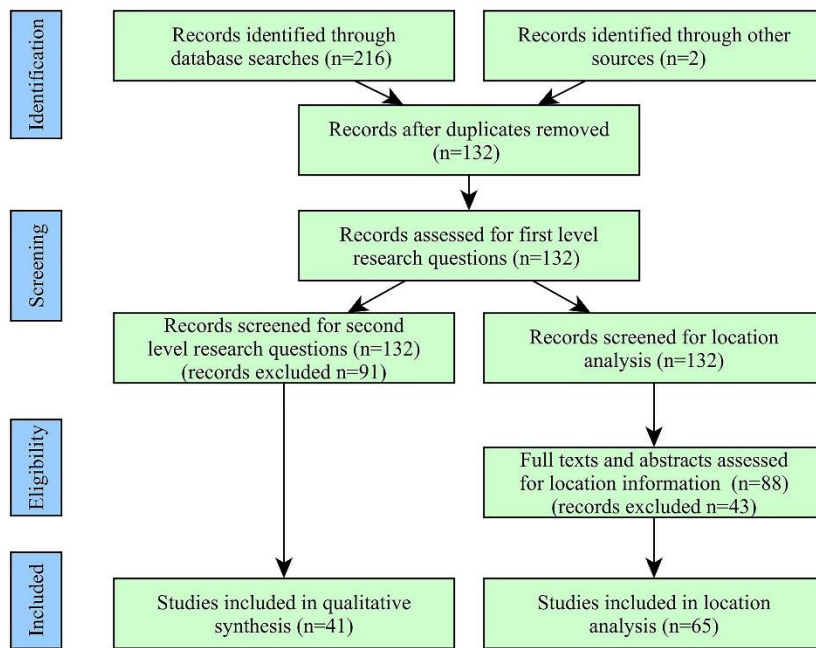 Identification
Records identified through
database searches (n=216)
Records identified through other
sources (n=2)
Records after duplicates removed
(n=132)
Screening
Records assessed for first level
research questions (n=132)
Records screened for second
level research questions (n=132)
(records excluded n=91)
Records screened for location
analysis (n=132)
Eligibility
Full texts and abstracts assessed
for location information (n=88)
(records excluded n=43)
Included
Studies included in qualitative
synthesis (n=41)
Studies included in location
analysis (n=65)